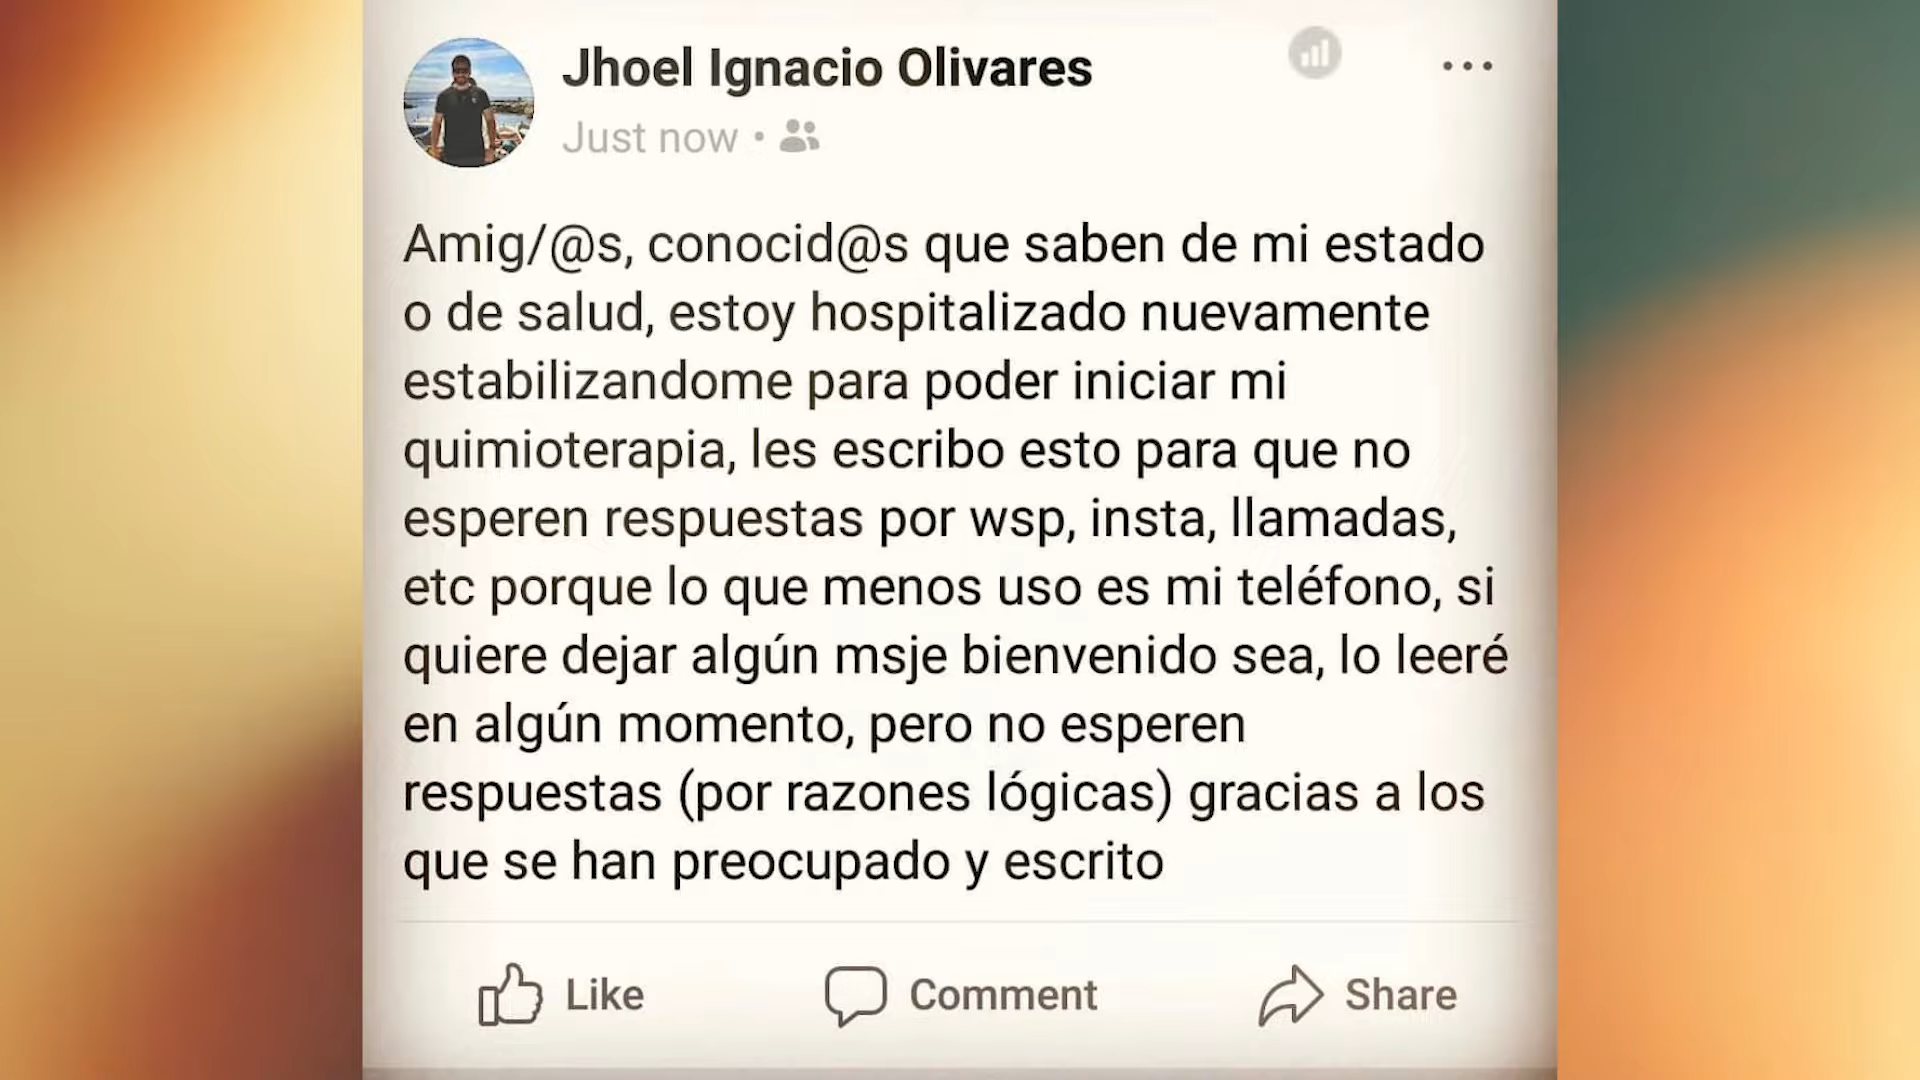 Jhoel Ignacio Olivares
Just now •
Amig/@s, conocid@s que saben de mi estado
o de salud, estoy hospitalizado nuevamente
estabilizandome para poder iniciar mi
quimioterapia, les escribo esto para que no
esperen respuestas por wsp, insta, llamadas,
etc porque lo que menos uso es mi teléfono, si
quiere dejar algún msje bienvenido sea, lo leeré
en algún momento, pero no esperen
respuestas (por razones lógicas) gracias a los
que se han preocupado y escrito
Like Comment Share